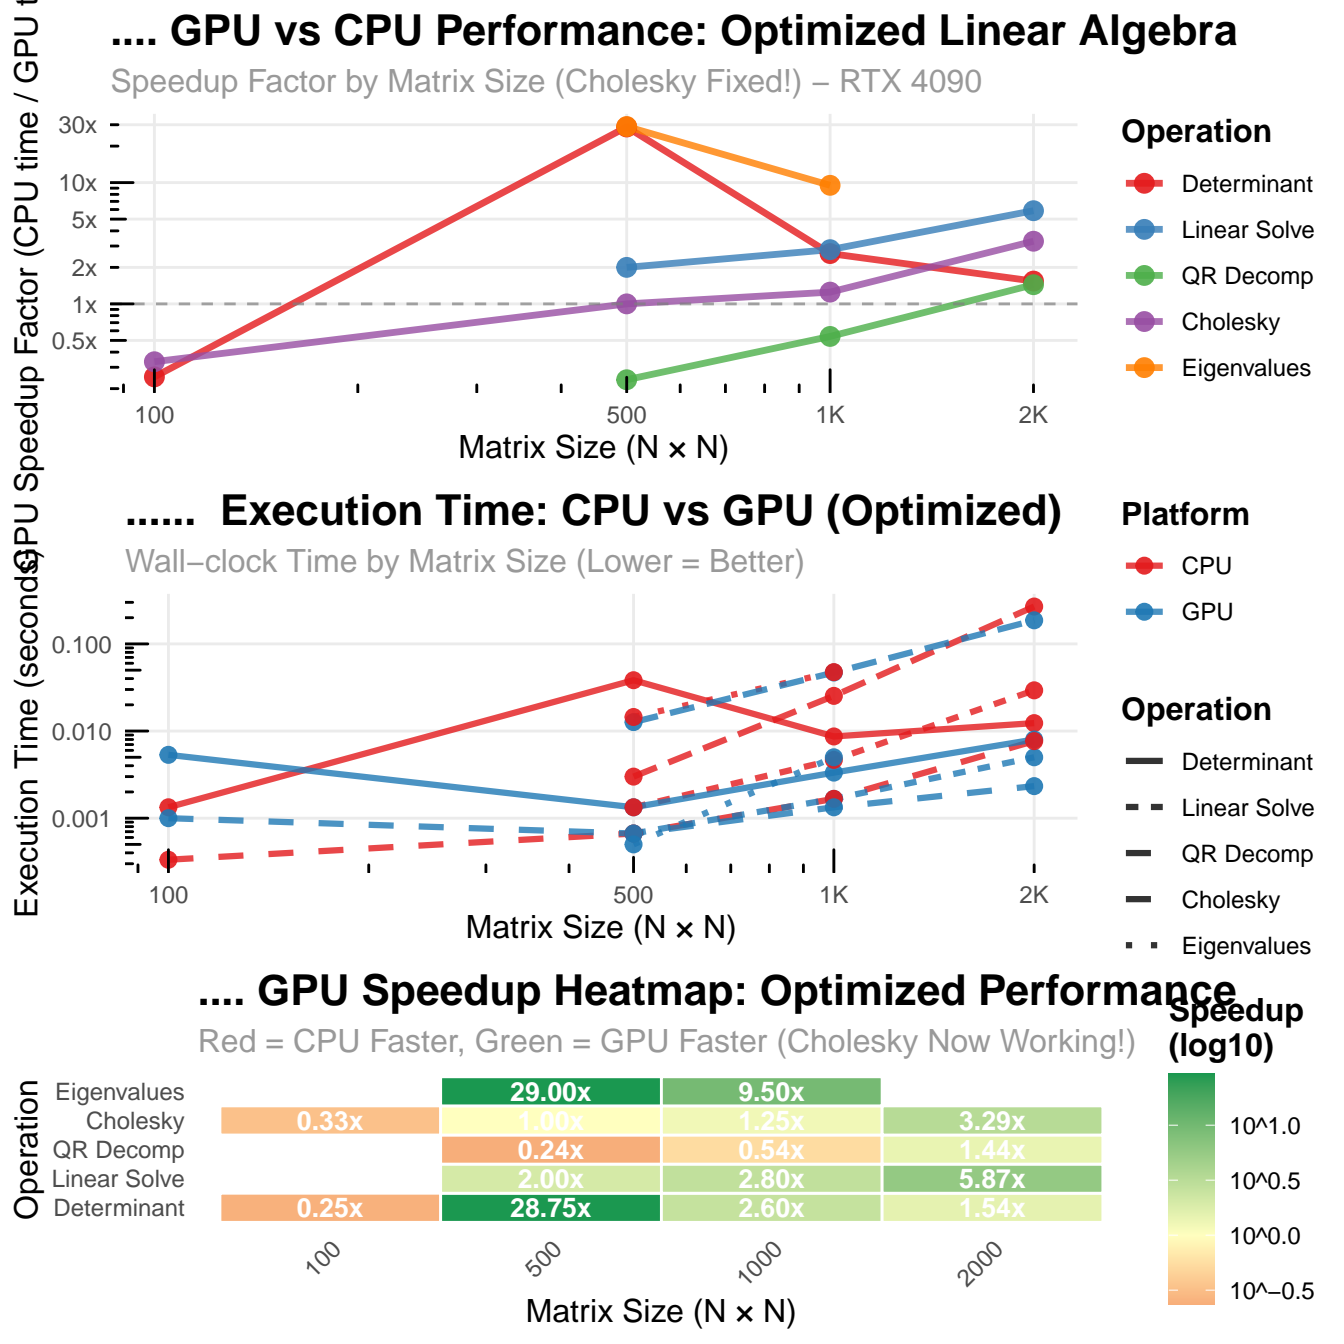 .... GPU vs CPU Performance: Optimized Linear Algebra
Speedup Factor by Matrix Size (Cholesky Fixed!) – RTX 4090
GPU Speedup Factor (CPU time / GPU t
30x
10x
5x
2x
1x
0.5x
100
500
1K
2K
Matrix Size (N × N)
Operation
Determinant
Linear Solve
QR Decomp
Cholesky
Eigenvalues
...... Execution Time: CPU vs GPU (Optimized)
Wall–clock Time by Matrix Size (Lower = Better)
Execution Time (seconds)
0.100
0.010
0.001
100
500
1K
2K
Matrix Size (N × N)
Platform
CPU
GPU
Operation
Determinant
Linear Solve
QR Decomp
Cholesky
Eigenvalues
.... GPU Speedup Heatmap: Optimized Performance
Red = CPU Faster, Green = GPU Faster (Cholesky Now Working!)
Operation
Eigenvalues 29.00x 9.50x
Cholesky 0.33x 1.00x 1.25x 3.29x
QR Decomp 0.24x 0.54x 1.44x
Linear Solve 2.00x 2.80x 5.87x
Determinant 0.25x 28.75x 2.60x 1.54x
100
500
1000
2000
Matrix Size (N × N)
Speedup
(log10)
10^1.0
10^0.5
10^0.0
10^–0.5